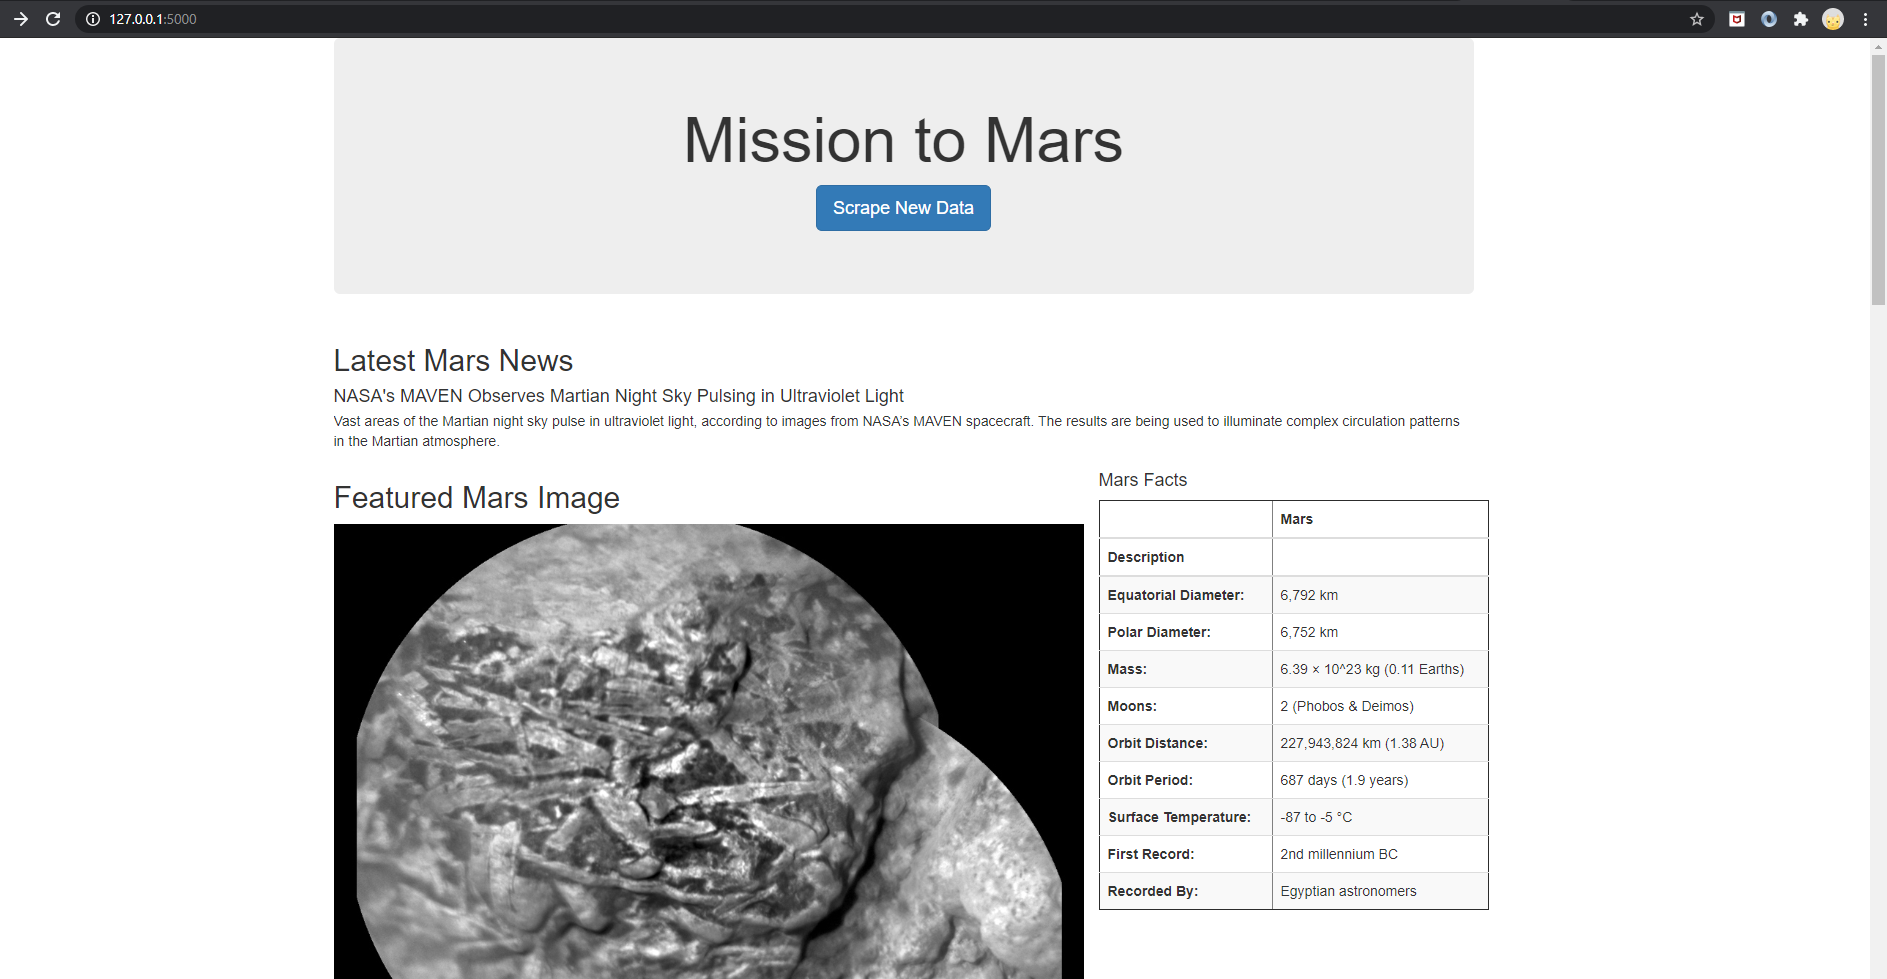 127.0.0.1:5000
Mission to Mars
Scrape New Data
Latest Mars News
NASA's MAVEN Observes Martian Night Sky Pulsing in Ultraviolet Light
Vast areas of the Martian night sky pulse in ultraviolet light, according to images from NASA’s MAVEN spacecraft. The results are being used to illuminate complex circulation patterns
in the Martian atmosphere.
Featured Mars Image
Mars Facts
Mars
Description
Equatorial Diameter: 6,792 km
Polar Diameter: 6,752 km
Mass: 6.39 × 10^23 kg (0.11 Earths)
Moons: 2 (Phobos & Deimos)
Orbit Distance: 227,943,824 km (1.38 AU)
Orbit Period: 687 days (1.9 years)
Surface Temperature: -87 to -5 °C
First Record: 2nd millennium BC
Recorded By: Egyptian astronomers